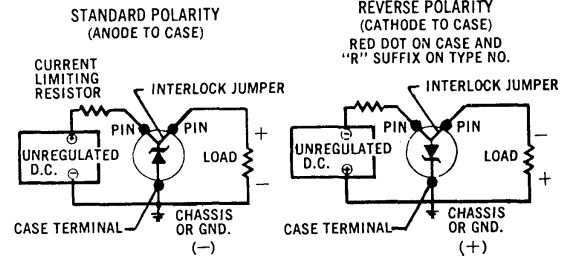 STANDARD POLARITY
(ANODE TO CASE)
CURRENT
LIMITING
RESISTOR
INTERLOCK JUMPER
PIN
PIN
+
UNREGULATED
D.C.
LOAD
−
CASE TERMINAL
CHASSIS
OR GND.
(−)
REVERSE POLARITY
(CATHODE TO CASE)
RED DOT ON CASE AND
“R” SUFFIX ON TYPE NO.
INTERLOCK JUMPER
PIN
PIN
−
UNREGULATED
D.C.
LOAD
+
CASE TERMINAL
CHASSIS
OR GND.
(+)